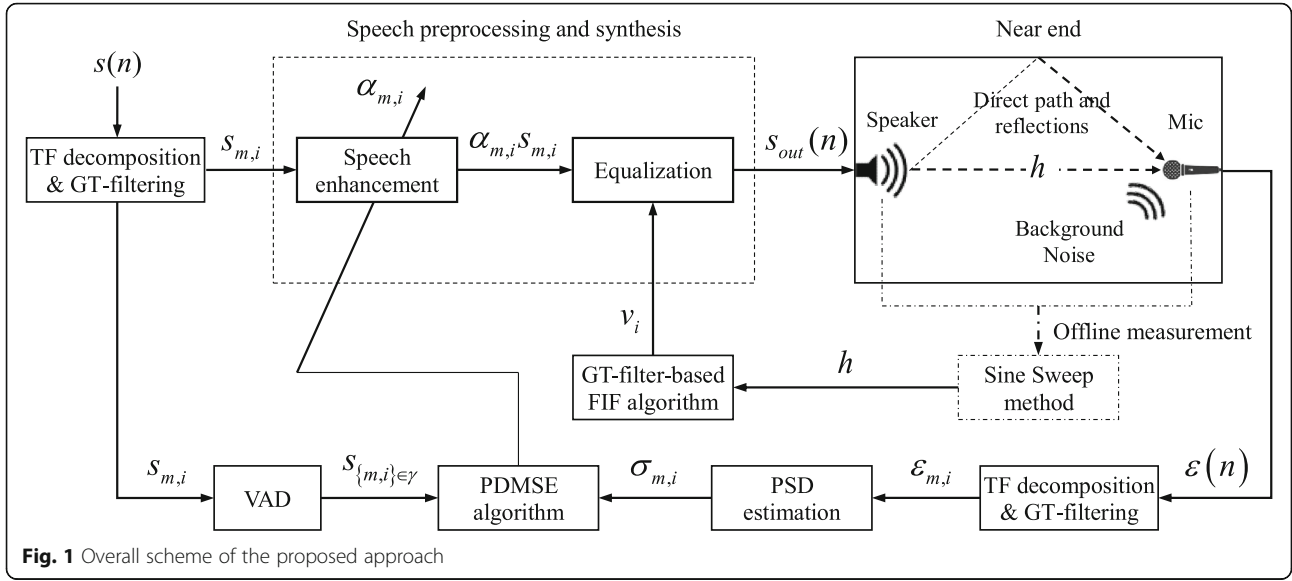 Speech preprocessing and synthesis
Near end
s(n)
α_{m,i}
TF decomposition
& GT-filtering
s_{m,i}
Speech
enhancement
α_{m,i} s_{m,i}
Equalization
s_{out}(n)
Speaker
Direct path and
reflections
Mic
h
Background
Noise
v_i
Offline measurement
GT-filter-based
FIF algorithm
h
Sine Sweep
method
s_{m,i}
VAD
s_{{m,i}∈γ}
PDMSE
algorithm
σ_{m,i}
PSD
estimation
ε_{m,i}
TF decomposition
& GT-filtering
ε(n)
Fig. 1 Overall scheme of the proposed approach